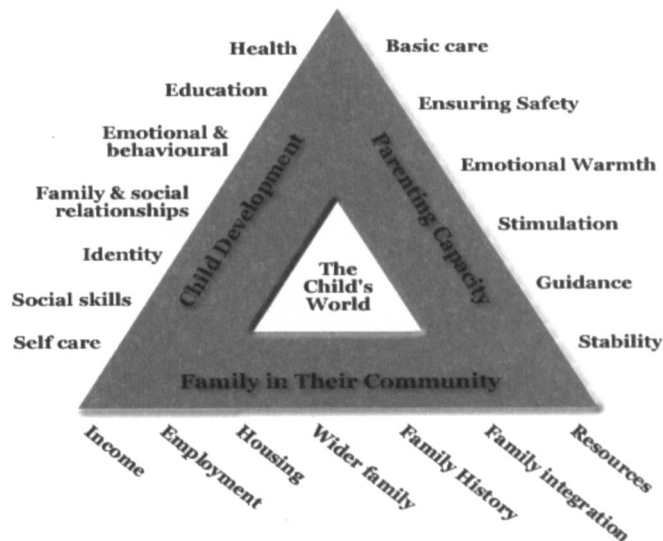 Health
Education
Emotional &
behavioural
Family & social
relationships
Identity
Social skills
Self care
Basic care
Ensuring Safety
Emotional Warmth
Stimulation
Guidance
Stability
Child Development
Parenting Capacity
The
Child's
World
Family in Their Community
Income
Employment
Housing
Wider family
Family History
Family integration
Resources